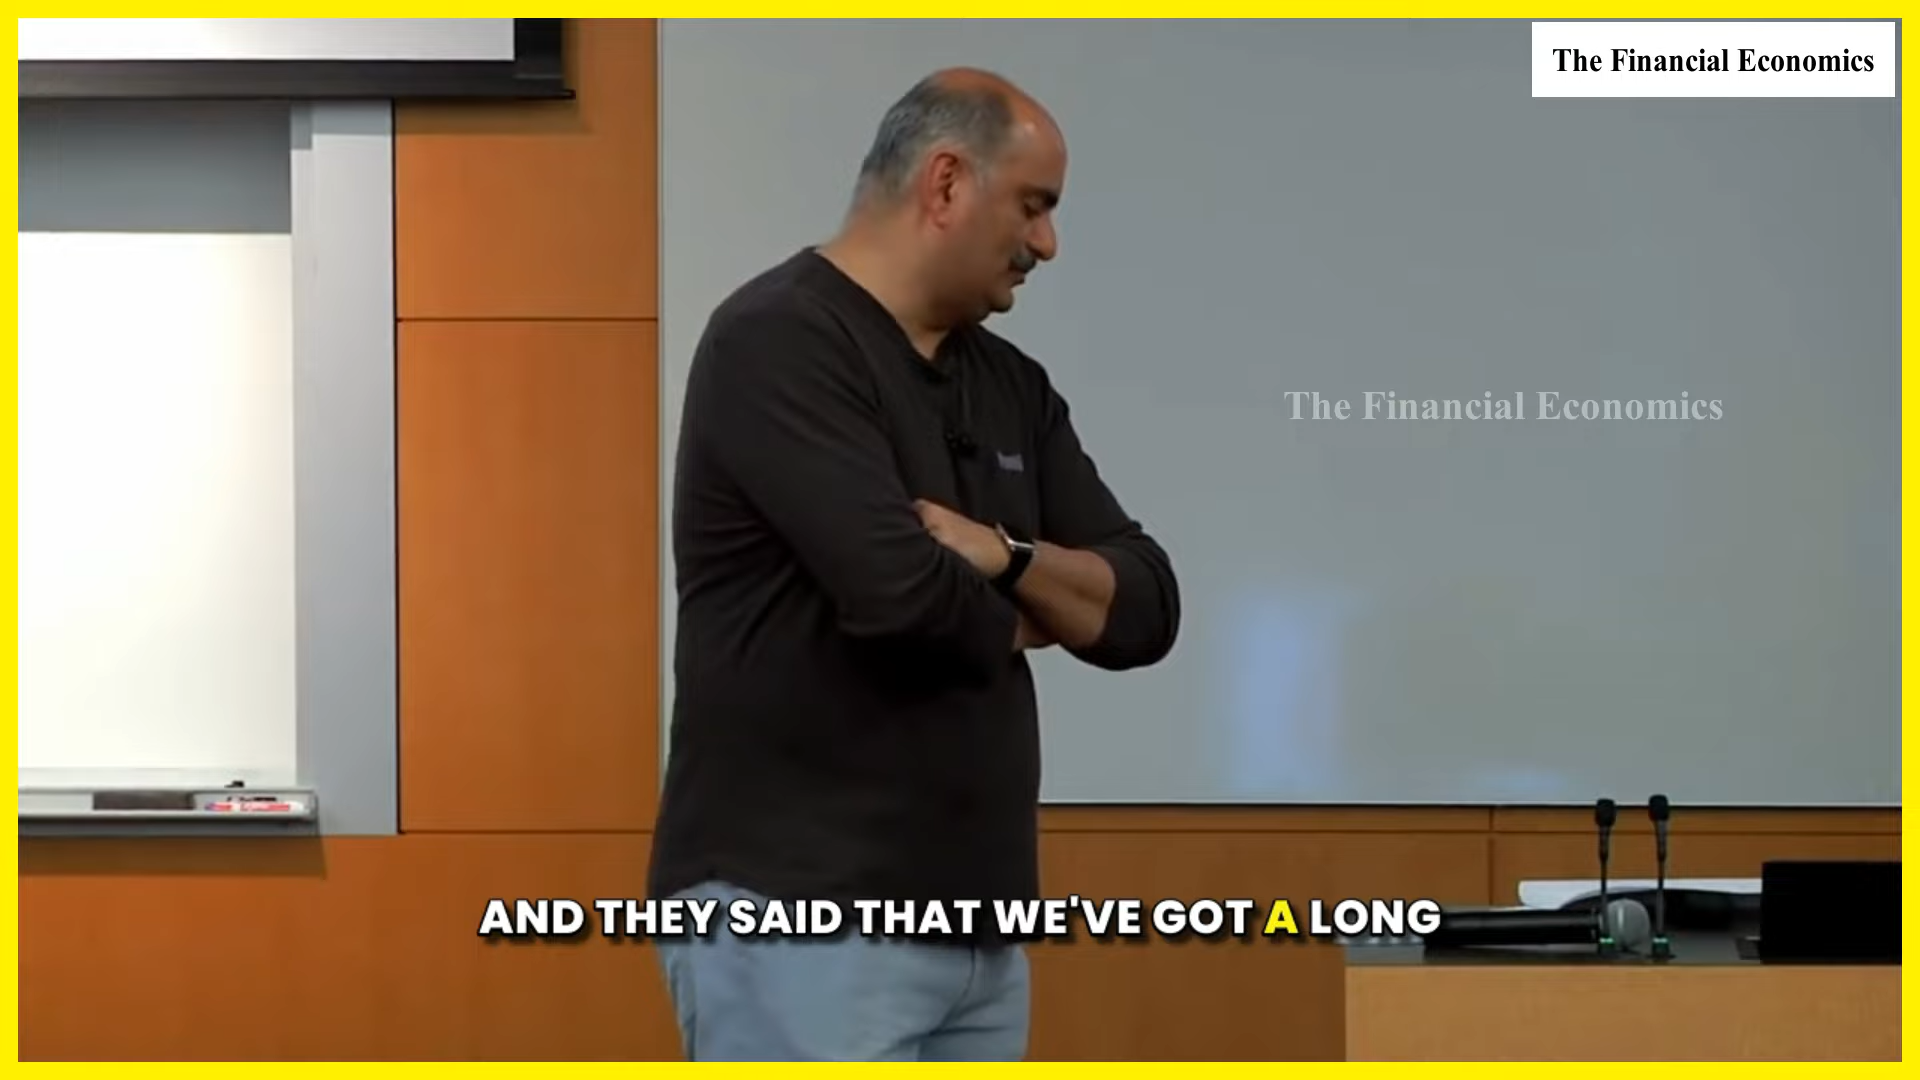 The Financial Economics
The Financial Economics
AND THEY SAID THAT WE'VE GOT A LONG